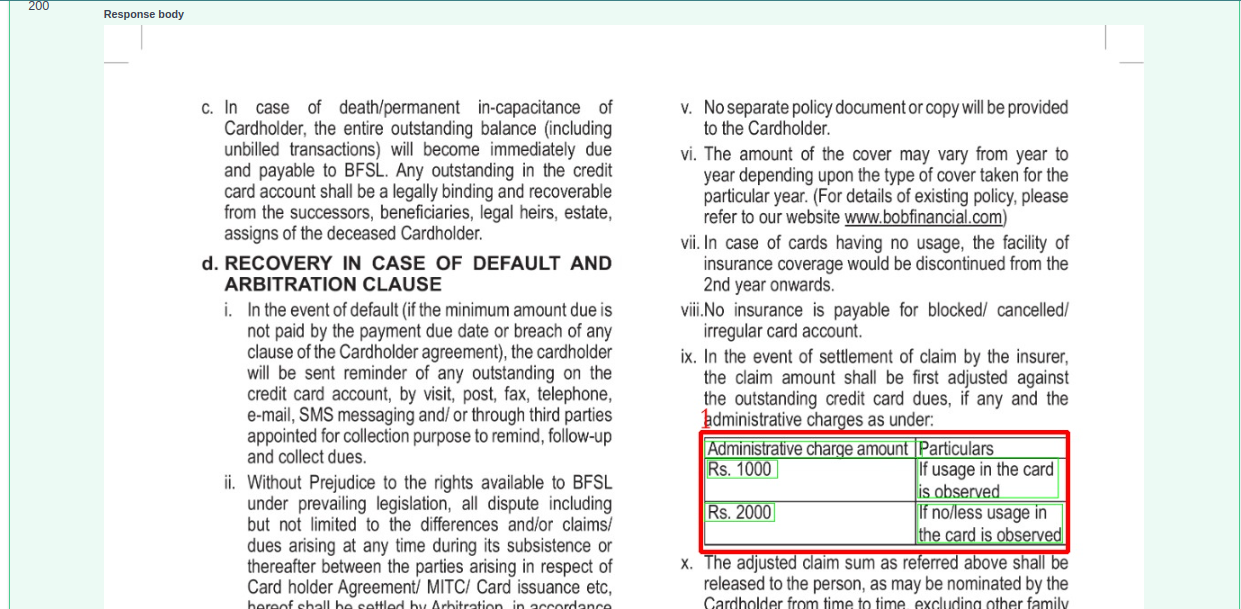 200
Response body
c. In case of death/permanent in-capacitance of
Cardholder, the entire outstanding balance (including
unbilled transactions) will become immediately due
and payable to BFSL. Any outstanding in the credit
card account shall be a legally binding and recoverable
from the successors, beneficiaries, legal heirs, estate,
assigns of the deceased Cardholder.
d. RECOVERY IN CASE OF DEFAULT AND
ARBITRATION CLAUSE
i. In the event of default (if the minimum amount due is
not paid by the payment due date or breach of any
clause of the Cardholder agreement), the cardholder
will be sent reminder of any outstanding on the
credit card account, by visit, post, fax, telephone,
e-mail, SMS messaging and/ or through third parties
appointed for collection purpose to remind, follow-up
and collect dues.
ii. Without Prejudice to the rights available to BFSL
under prevailing legislation, all dispute including
but not limited to the differences and/or claims/
dues arising at any time during its subsistence or
thereafter between the parties arising in respect of
Card holder Agreement/ MITC/ Card issuance etc,
hereof shall be settled by Arbitration, in accordance
v. No separate policy document or copy will be provided
to the Cardholder.
vi. The amount of the cover may vary from year to
year depending upon the type of cover taken for the
particular year. (For details of existing policy, please
refer to our website www.bobfinancial.com)
vii. In case of cards having no usage, the facility of
insurance coverage would be discontinued from the
2nd year onwards.
viii.No insurance is payable for blocked/ cancelled/
irregular card account.
ix. In the event of settlement of claim by the insurer,
the claim amount shall be first adjusted against
the outstanding credit card dues, if any and the
administrative charges as under:
1
Administrative charge amount Particulars
Rs. 1000 If usage in the card
is observed
Rs. 2000 If no/less usage in
the card is observed
x. The adjusted claim sum as referred above shall be
released to the person, as may be nominated by the
Cardholder from time to time, excluding other family